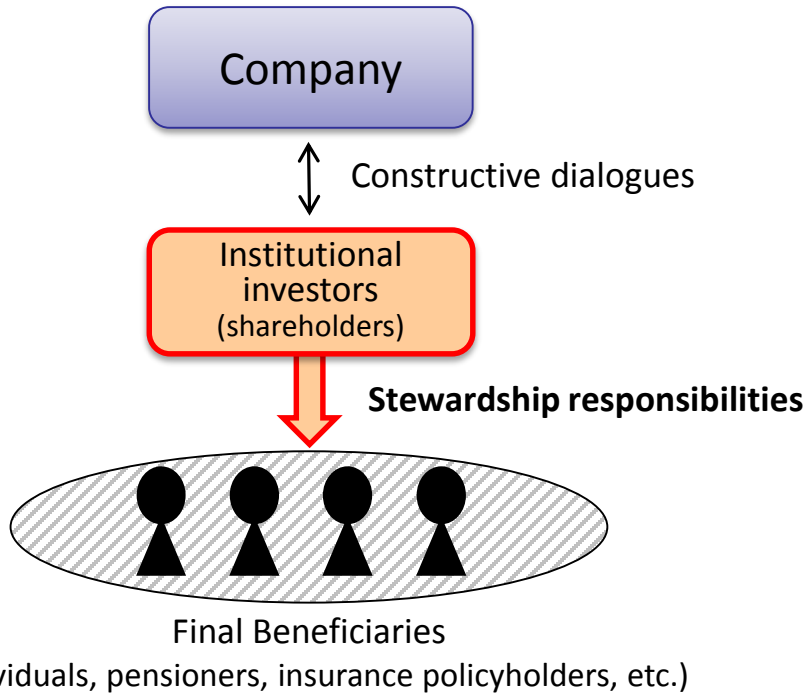 Company
Constructive dialogues
Institutional
investors
(shareholders)
Stewardship responsibilities
Final Beneficiaries
viduals, pensioners, insurance policyholders, etc.)